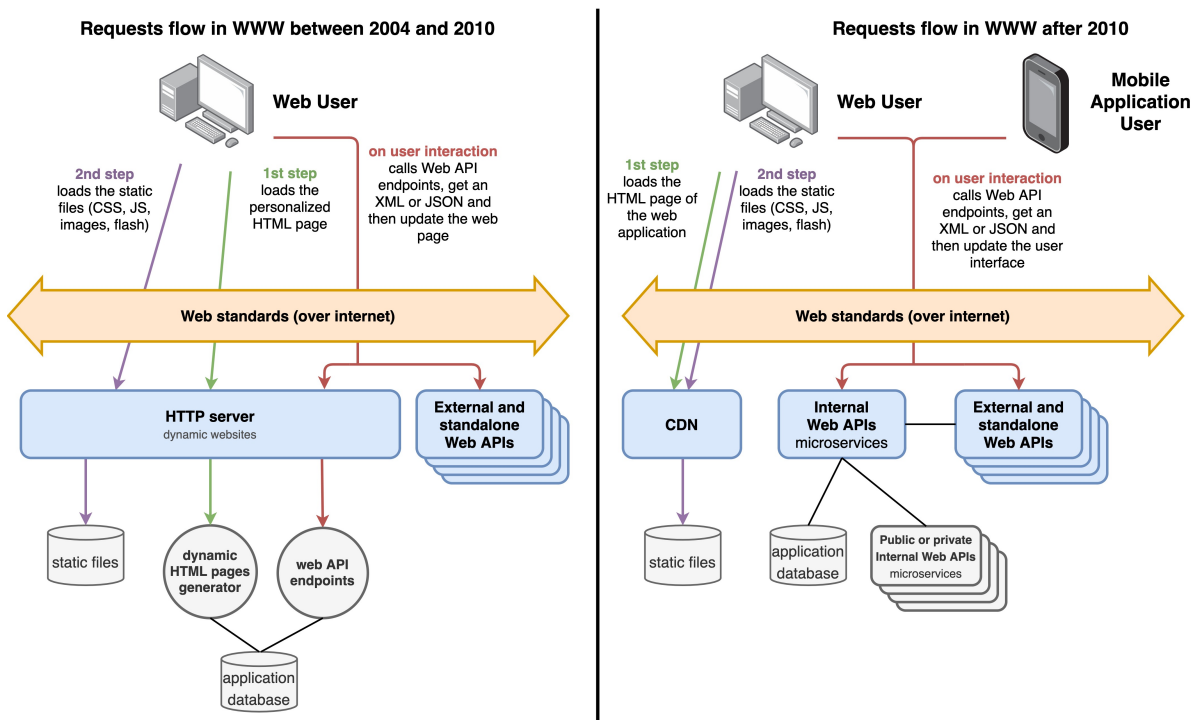 Requests flow in WWW between 2004 and 2010
Web User
2nd step
loads the static
files (CSS, JS,
images, flash)
1st step
loads the
personalized
HTML page
on user interaction
calls Web API
endpoints, get an
XML or JSON and
then update the web
page
Web standards (over internet)
HTTP server
dynamic websites
External and
standalone
Web APIs
static files
dynamic
HTML pages
generator
web API
endpoints
application
database
Requests flow in WWW after 2010
Web User
Mobile
Application
User
1st step
loads the
HTML page of
the web
application
2nd step
loads the static
files (CSS, JS,
images, flash)
on user interaction
calls Web API
endpoints, get an
XML or JSON and
then update the user
interface
Web standards (over internet)
CDN
Internal
Web APIs
microservices
External and
standalone
Web APIs
static files
application
database
Public or private
Internal Web APIs
microservices